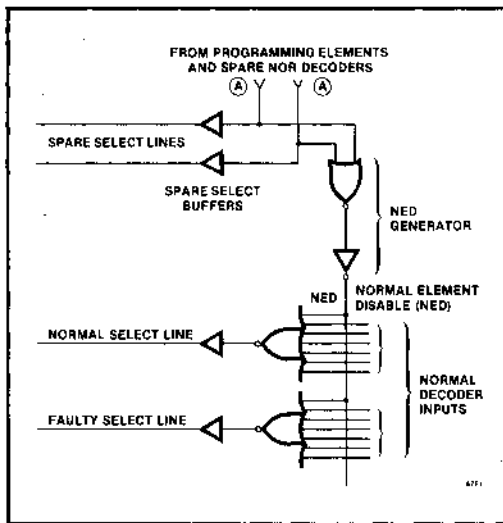 FROM PROGRAMMING ELEMENTS
AND SPARE NOR DECODERS
A
A
SPARE SELECT LINES
SPARE SELECT
BUFFERS
NED
GENERATOR
NED
NORMAL ELEMENT
DISABLE (NED)
NORMAL SELECT LINE
NORMAL
DECODER
INPUTS
FAULTY SELECT LINE